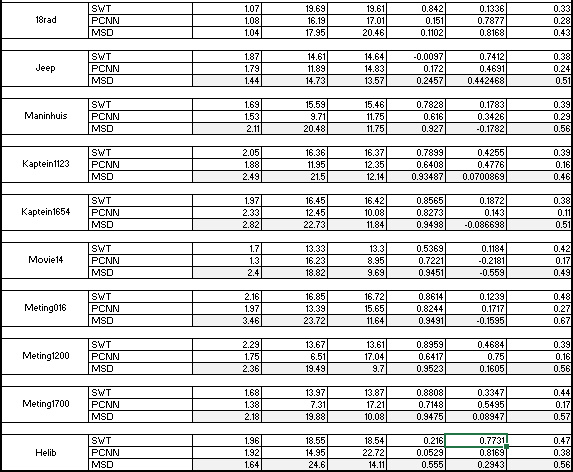 SWT 1.07 19.69 19.61 0.842 0.1336 0.33
18rad PCNN 1.08 16.19 17.01 0.151 0.7877 0.28
MSD 1.04 17.95 20.46 0.1102 0.8168 0.43
SWT 1.87 14.61 14.64 -0.0097 0.7412 0.38
Jeep PCNN 1.79 11.89 14.83 0.172 0.4691 0.24
MSD 1.44 14.73 13.57 0.2457 0.442468 0.51
SWT 1.69 15.59 15.46 0.7828 0.1783 0.39
Maninhuis PCNN 1.53 9.71 11.75 0.616 0.3426 0.29
MSD 2.11 20.48 11.75 0.927 -0.1782 0.56
SWT 2.05 16.36 16.37 0.7899 0.4255 0.39
Kaptein1123 PCNN 1.88 11.95 12.35 0.6408 0.4776 0.16
MSD 2.49 21.5 12.14 0.93487 0.0700869 0.46
SWT 1.97 16.45 16.42 0.8565 0.1872 0.38
Kaptein1654 PCNN 2.33 12.45 10.08 0.8273 0.143 0.11
MSD 2.82 22.73 11.84 0.9498 -0.086698 0.51
SWT 1.7 13.33 13.3 0.5369 0.1184 0.42
Movie14 PCNN 1.3 16.23 8.95 0.7221 -0.2181 0.17
MSD 2.4 18.82 9.69 0.9451 -0.559 0.49
SWT 2.16 16.85 16.72 0.8614 0.1239 0.48
Meting016 PCNN 1.97 13.39 15.65 0.8244 0.1717 0.27
MSD 3.46 23.72 11.64 0.9491 -0.1595 0.67
SWT 2.29 13.67 13.61 0.8959 0.4684 0.39
Meting1200 PCNN 1.75 6.51 17.04 0.6417 0.75 0.16
MSD 2.36 19.49 9.7 0.9523 0.1605 0.56
SWT 1.68 13.97 13.87 0.8808 0.3347 0.44
Meting1700 PCNN 1.38 7.31 17.21 0.7148 0.5495 0.17
MSD 2.18 19.88 10.08 0.9475 0.08947 0.57
SWT 1.96 18.55 18.54 0.216 0.7731 0.47
Helib PCNN 1.92 14.95 22.72 0.0525 0.8169 0.38
MSD 1.64 24.6 14.11 0.555 0.2943 0.56